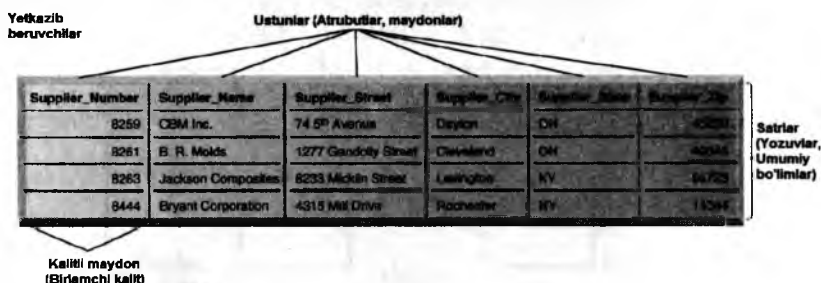 Yetkazib
beruvchilar
Ustunlar (Atrubutlar, maydonlar)
Supplier_Number Supplier_Name Supplier_Street Supplier_City
8259 CBM Inc. 74 5th Avenue Dayton OH
8261 B. R. Molds 1277 Gandolly Street Cleveland OH
8263 Jackson Composites 8233 Micklin Street Lexington KY
8444 Bryant Corporation 4315 Mill Drive Rochester NY
Satrlar
(Yozuvlar,
Umumiy
bo'limlar)
Kalitli maydon
(Birlamchi kalit)